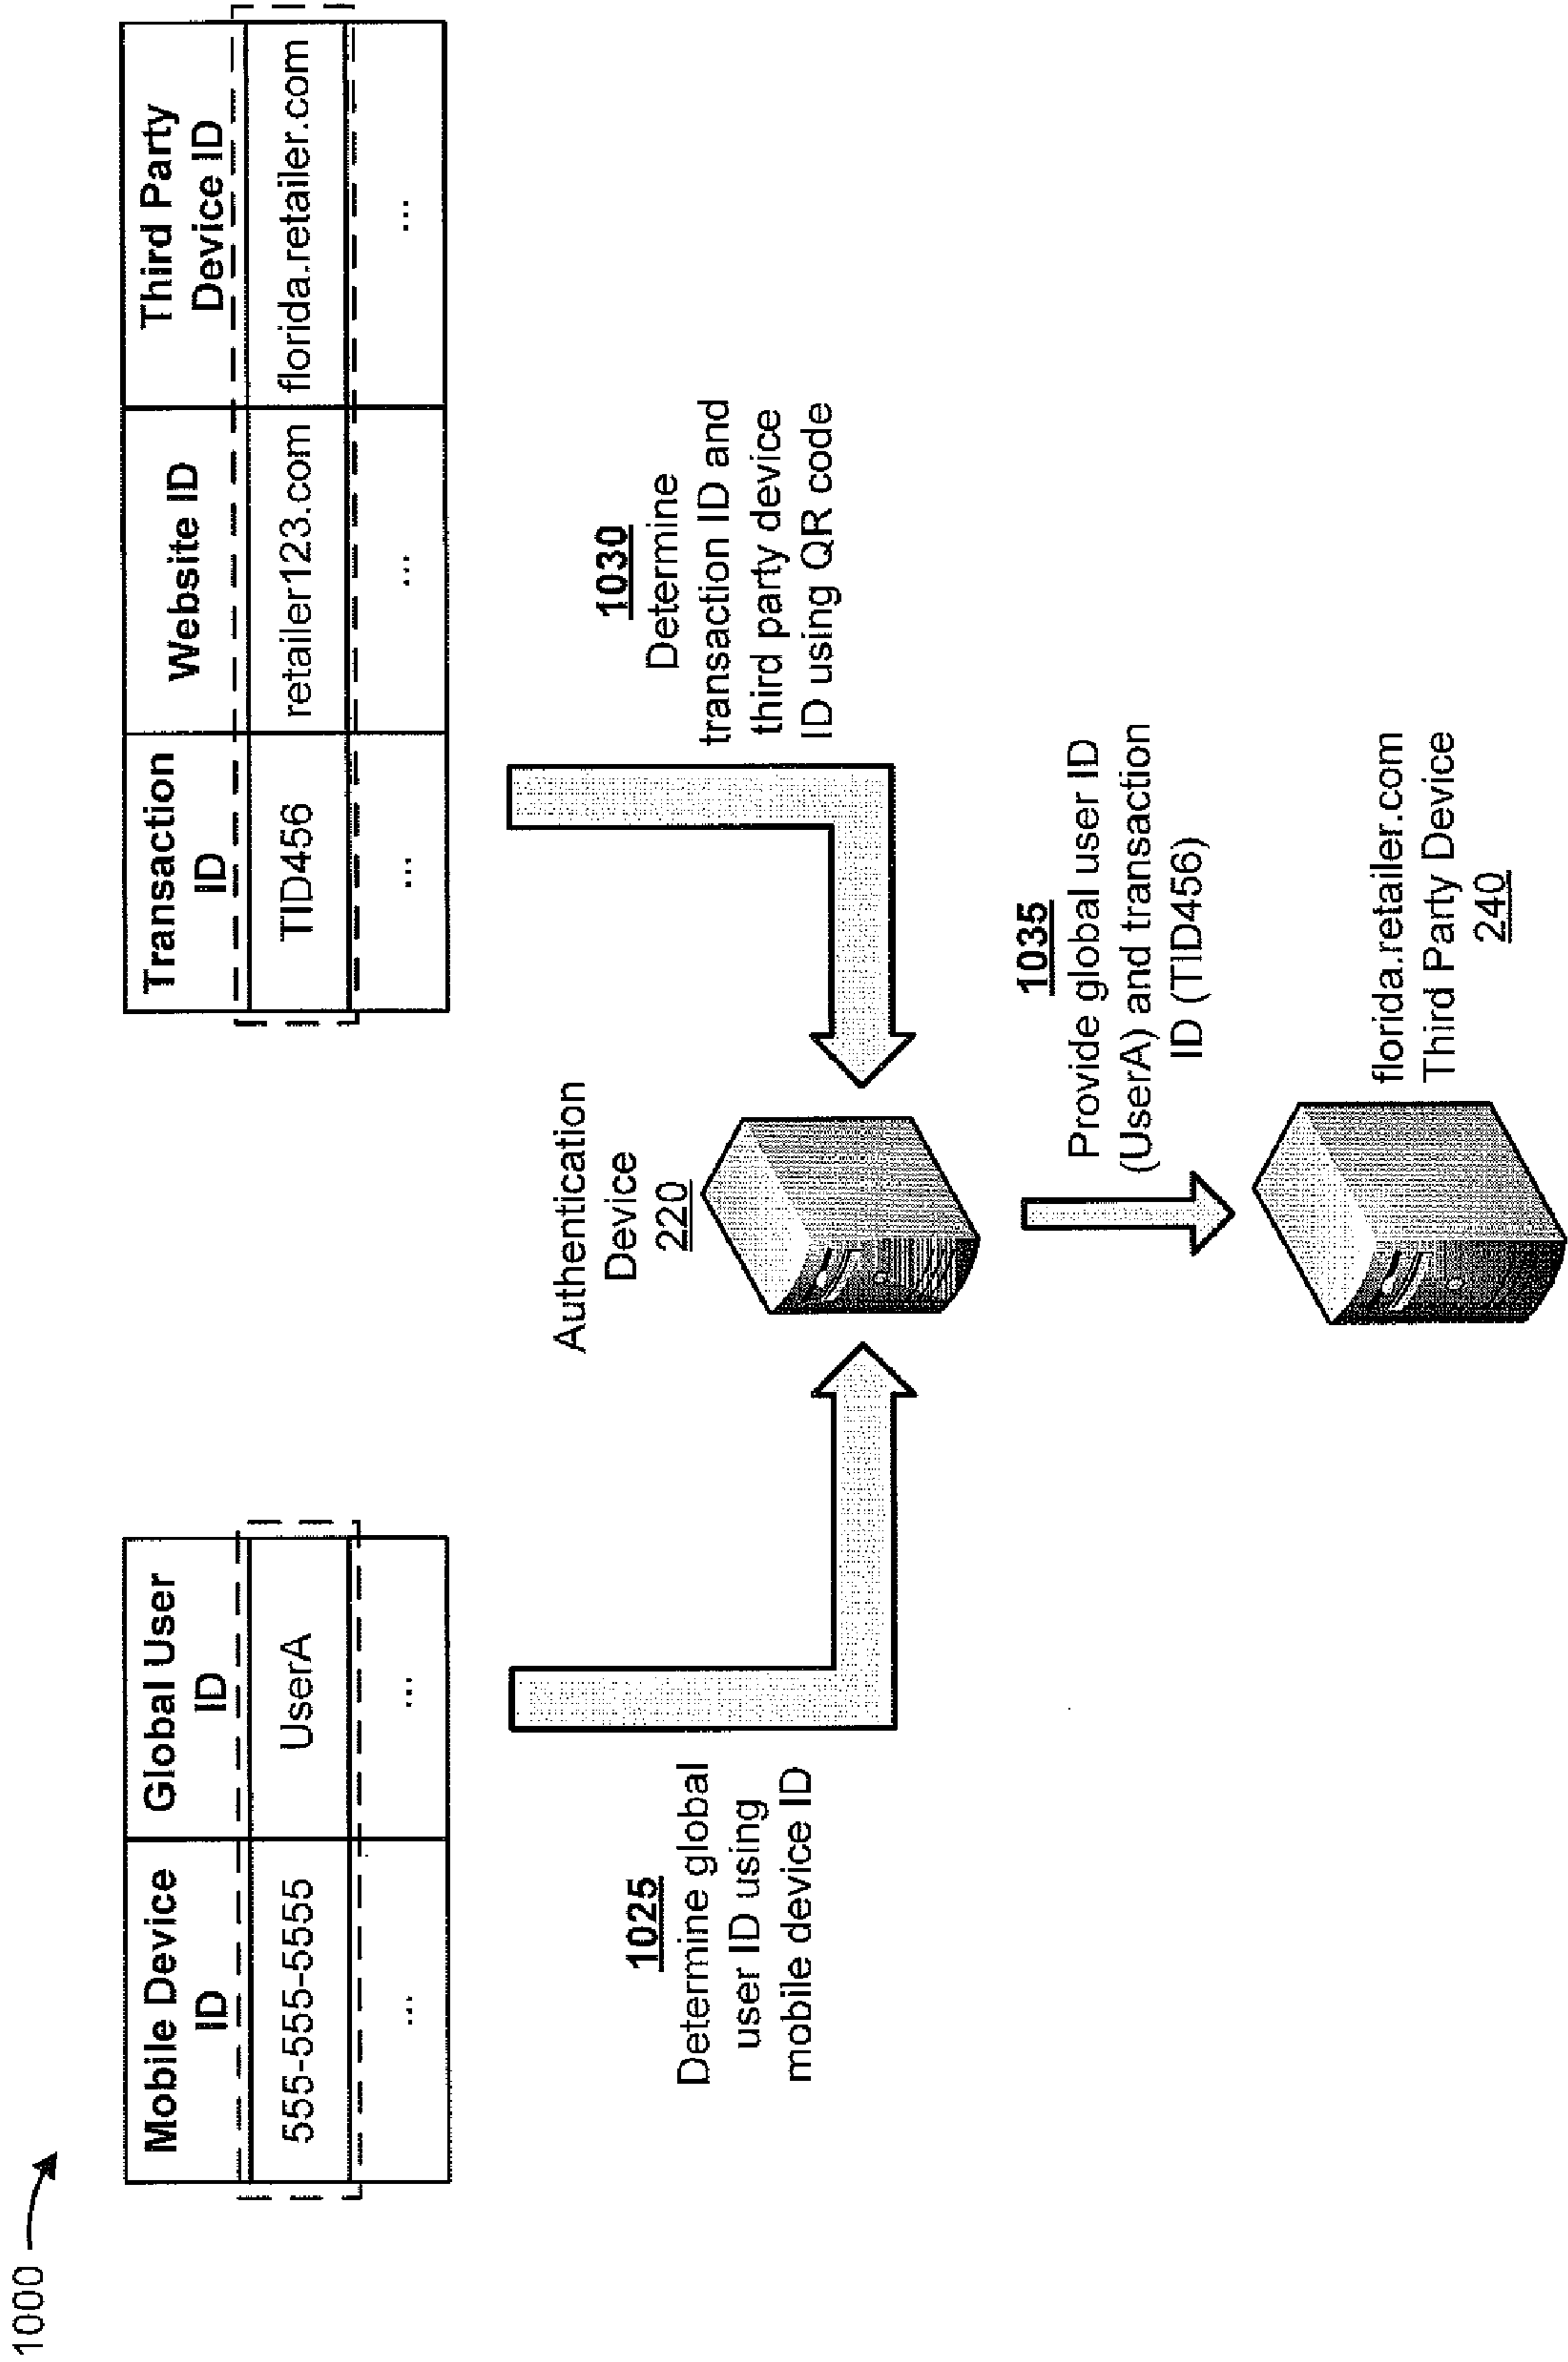 1000
Mobile Device
ID
Global User
ID
555-555-5555
UserA
...
...
Transaction
ID
Website ID
Third Party
Device ID
TID456
retailer123.com
florida.retailer.com
...
...
...
1025
Determine global
user ID using
mobile device ID
Authentication
Device
220
1030
Determine
transaction ID and
third party device
ID using QR code
1035
Provide global user ID
(UserA) and transaction
ID (TID456)
florida.retailer.com
Third Party Device
240